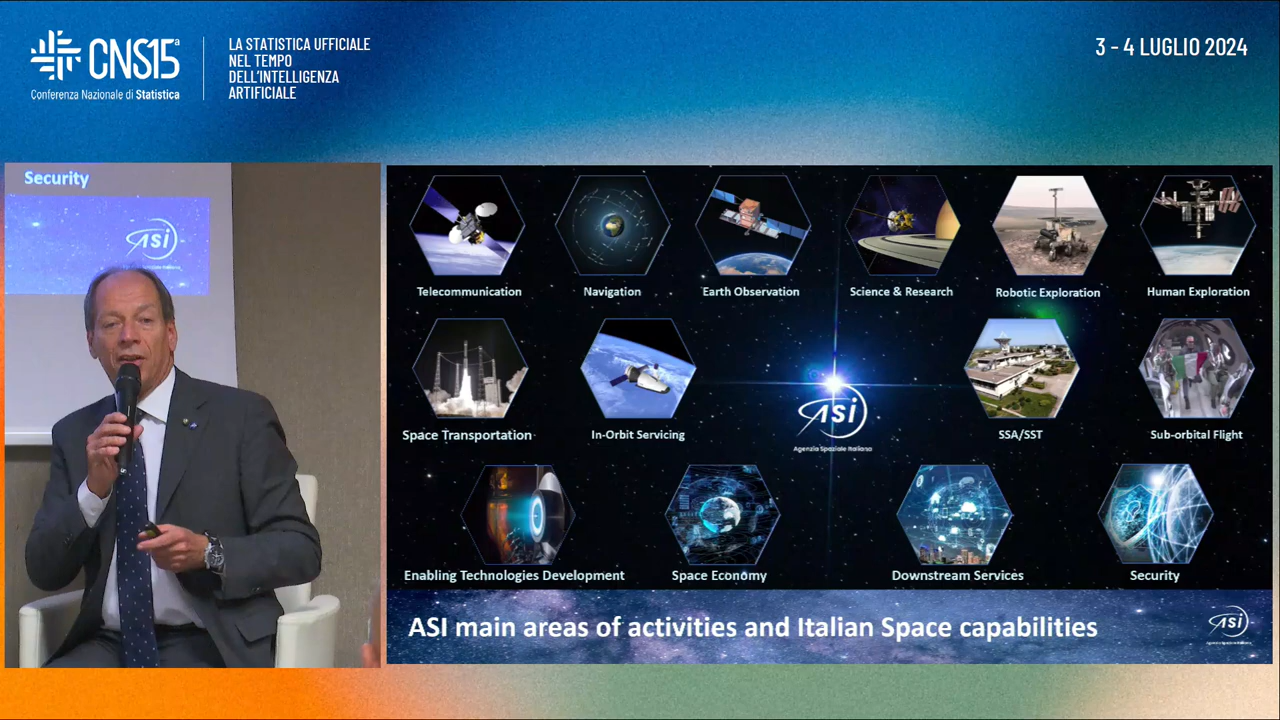 CNS15ª
Conferenza Nazionale di Statistica
LA STATISTICA UFFICIALE
NEL TEMPO
DELL'INTELLIGENZA
ARTIFICIALE
3 - 4 LUGLIO 2024
Security
ASI
Telecommunication
Navigation
Earth Observation
Science & Research
Robotic Exploration
Human Exploration
Space Transportation
In-Orbit Servicing
ASI
Agenzia Spaziale Italiana
SSA/SST
Sub-orbital Flight
Enabling Technologies Development
Space Economy
Downstream Services
Security
ASI main areas of activities and Italian Space capabilities
ASI
Agenzia Spaziale Italiana